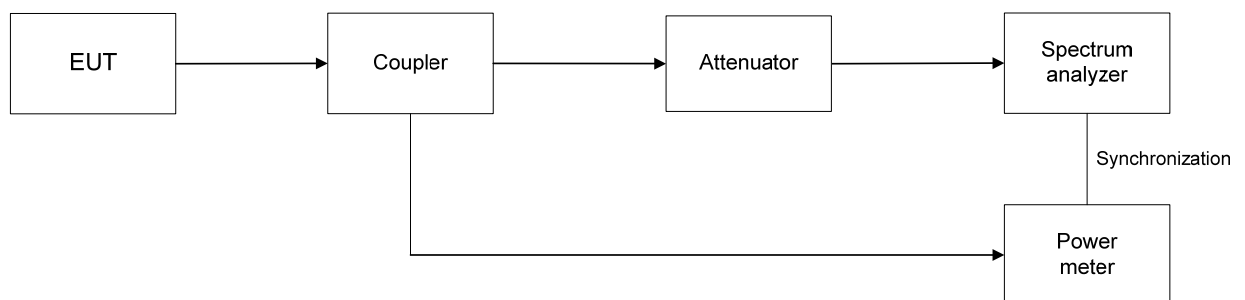 EUT
Coupler
Attenuator
Spectrum
analyzer
Synchronization
Power
meter